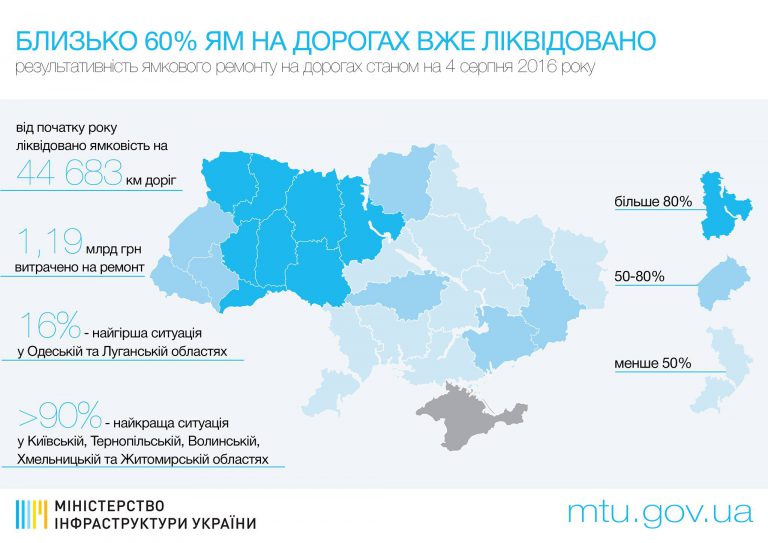 БЛИЗЬКО 60% ЯМ НА ДОРОГАХ ВЖЕ ЛІКВІДОВАНО
результативність ямкового ремонту на дорогах станом на 4 серпня 2016 року
від початку року
ліквідовано ямковість на
44 683 км доріг
1,19 млрд грн
витрачено на ремонт
16% - найгірша ситуація
у Одеській та Луганській областях
>90% - найкраща ситуація
у Київській, Тернопільській, Волинській,
Хмельницькій та Житомирській областях
більше 80%
50-80%
менше 50%
МІНІСТЕРСТВО
ІНФРАСТРУКТУРИ УКРАЇНИ
mtu.gov.ua